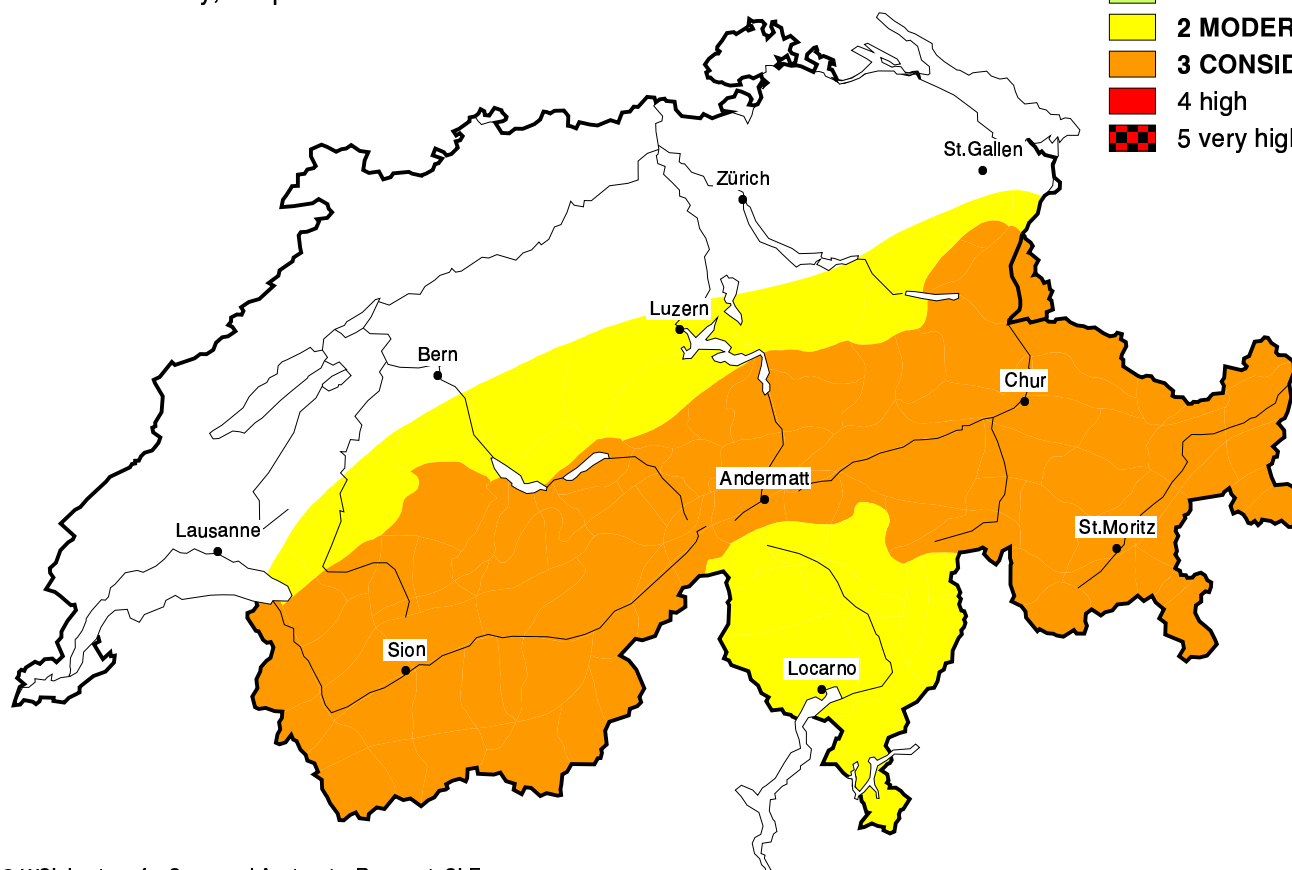 2 MODER
3 CONSID
4 high
5 very high
St.Gallen
Zürich
Luzern
Bern
Chur
Andermatt
Lausanne
St.Moritz
Sion
Locarno